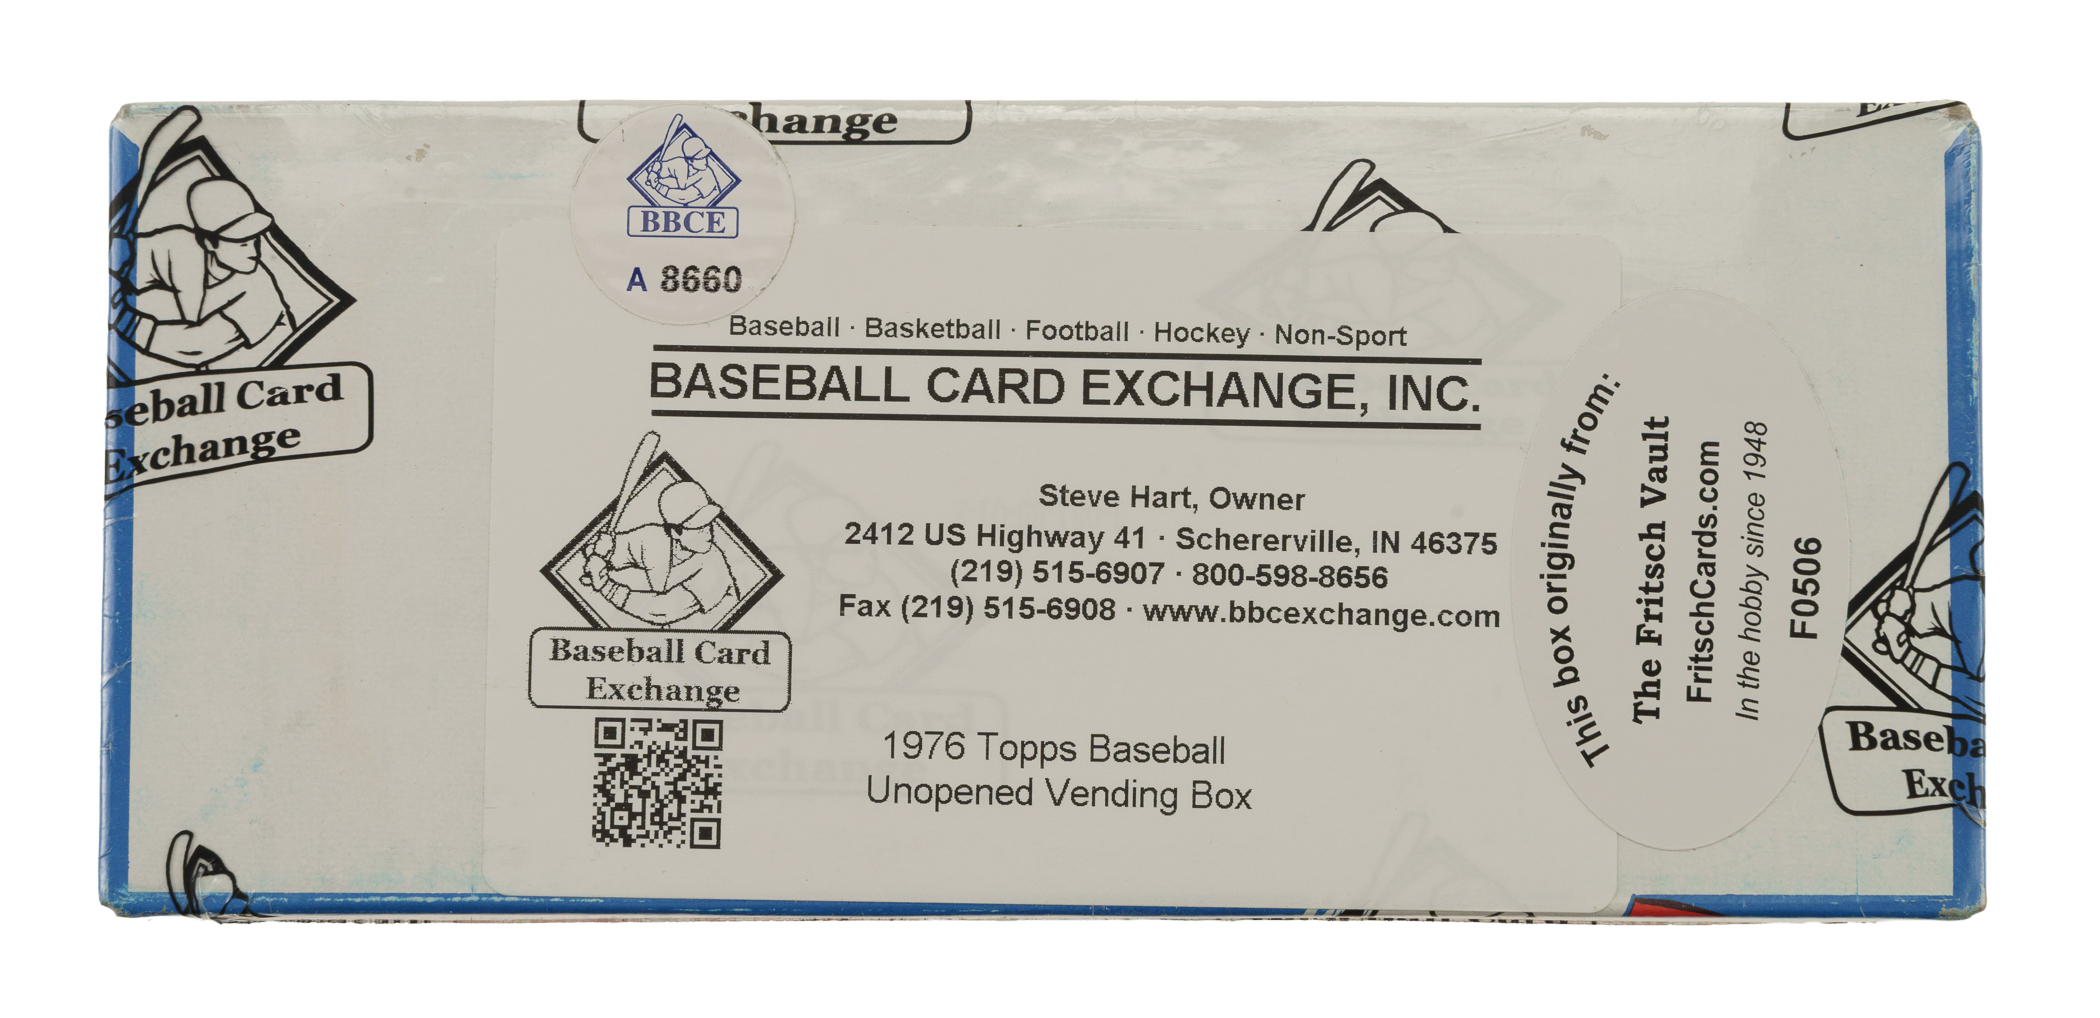 change
BBCE
A 8660
seball Card
Exchange
Baseball · Basketball · Football · Hockey · Non-Sport
BASEBALL CARD EXCHANGE, INC.
Steve Hart, Owner
2412 US Highway 41 · Schererville, IN 46375
(219) 515-6907 · 800-598-8656
Fax (219) 515-6908 · www.bbcexchange.com
Baseball Card
Exchange
1976 Topps Baseball
Unopened Vending Box
This box originally from:
The Fritsch Vault
FritschCards.com
In the hobby since 1948
F0506
Baseba
Exch